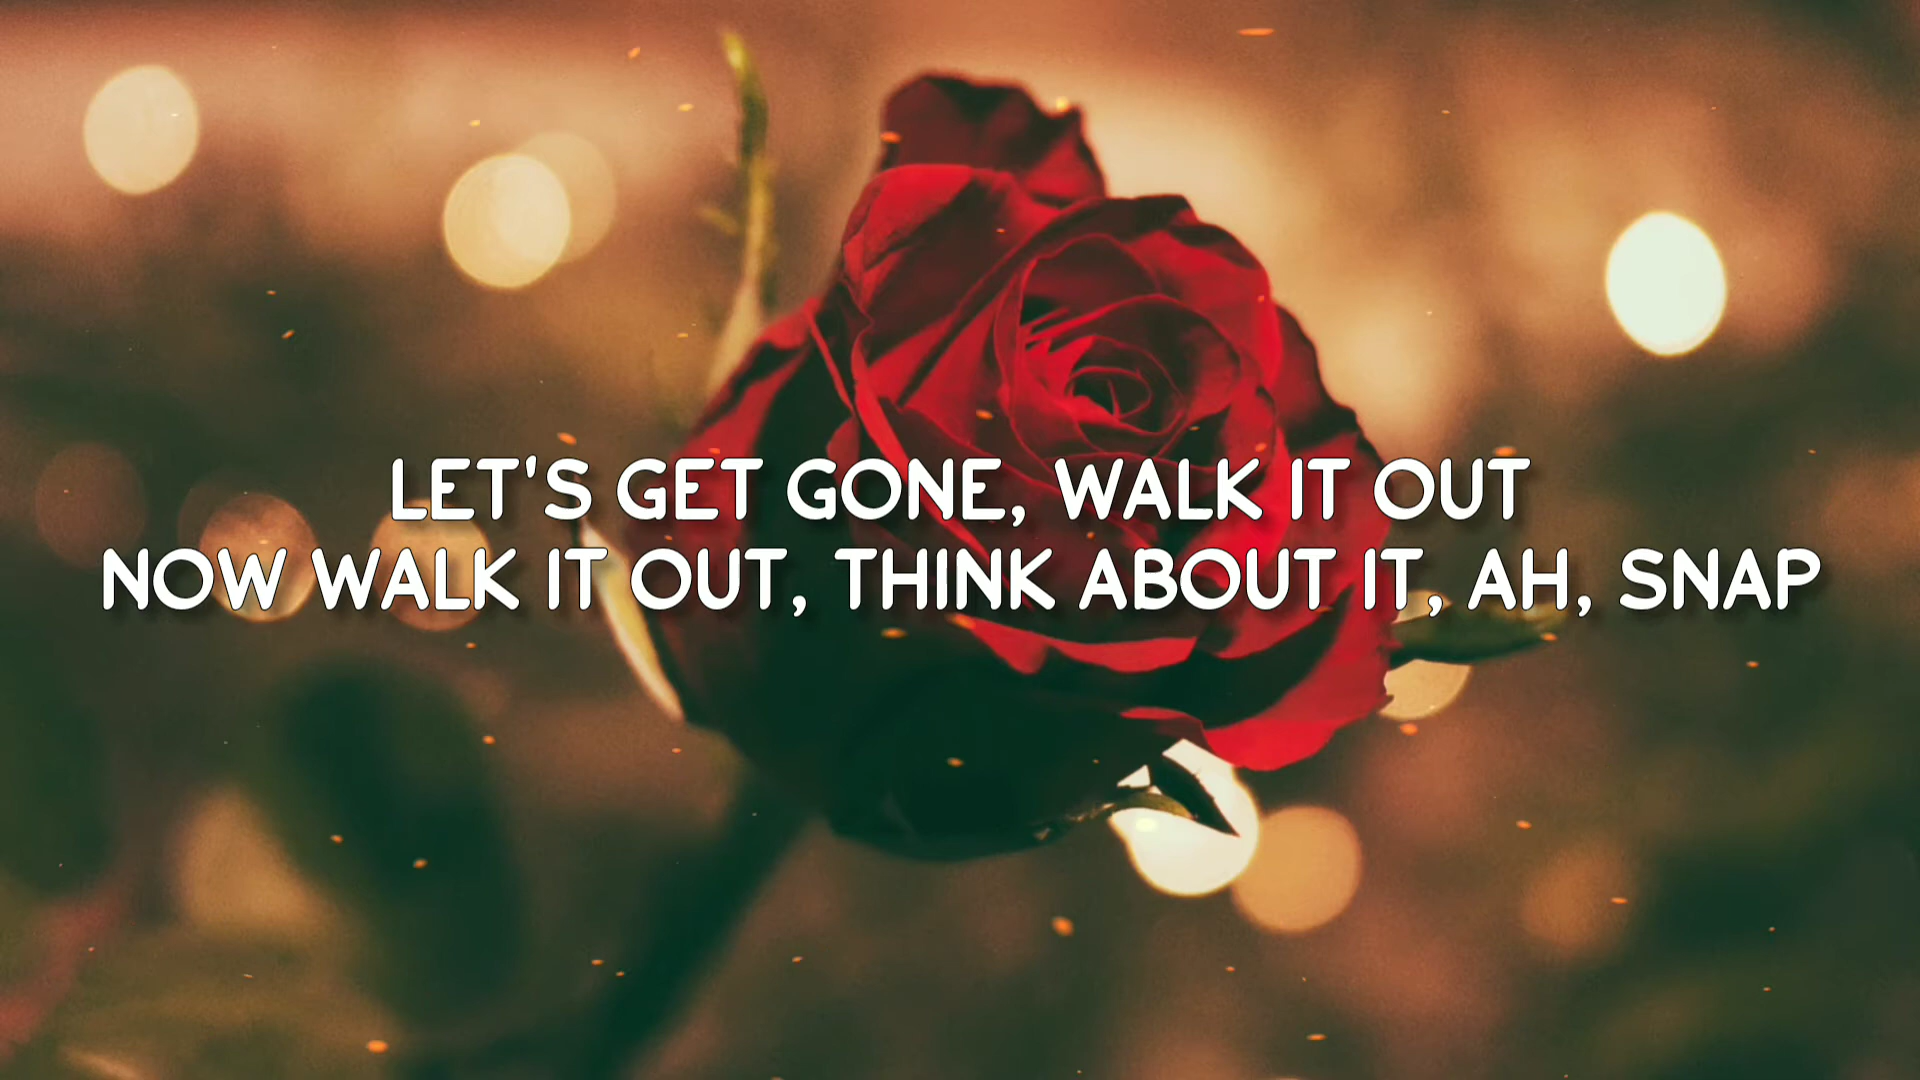 LET'S GET GONE, WALK IT OUT
NOW WALK IT OUT, THINK ABOUT IT, AH, SNAP